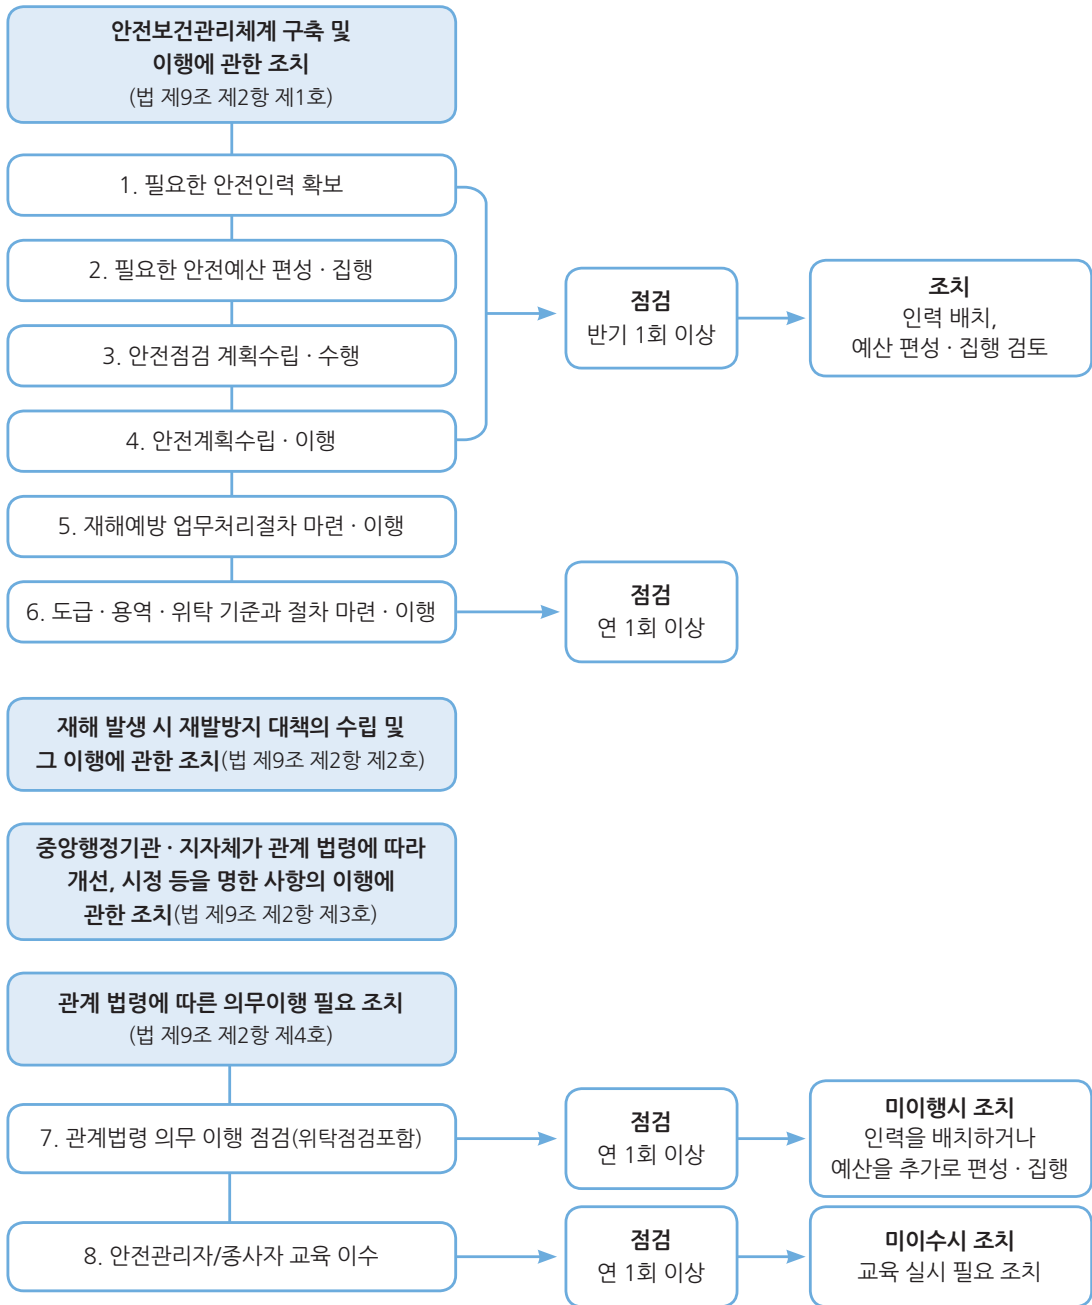 안전보건관리체계 구축 및
이행에 관한 조치
(법 제9조 제2항 제1호)
1. 필요한 안전인력 확보
2. 필요한 안전예산 편성 · 집행
3. 안전점검 계획수립 · 수행
4. 안전계획수립 · 이행
점검
반기 1회 이상
조치
인력 배치,
예산 편성 · 집행 검토
5. 재해예방 업무처리절차 마련 · 이행
6. 도급 · 용역 · 위탁 기준과 절차 마련 · 이행
점검
연 1회 이상
재해 발생 시 재발방지 대책의 수립 및
그 이행에 관한 조치(법 제9조 제2항 제2호)
중앙행정기관 · 지자체가 관계 법령에 따라
개선, 시정 등을 명한 사항의 이행에
관한 조치(법 제9조 제2항 제3호)
관계 법령에 따른 의무이행 필요 조치
(법 제9조 제2항 제4호)
7. 관계법령 의무 이행 점검(위탁점검포함)
점검
연 1회 이상
미이행시 조치
인력을 배치하거나
예산을 추가로 편성 · 집행
8. 안전관리자/종사자 교육 이수
점검
연 1회 이상
미이수시 조치
교육 실시 필요 조치